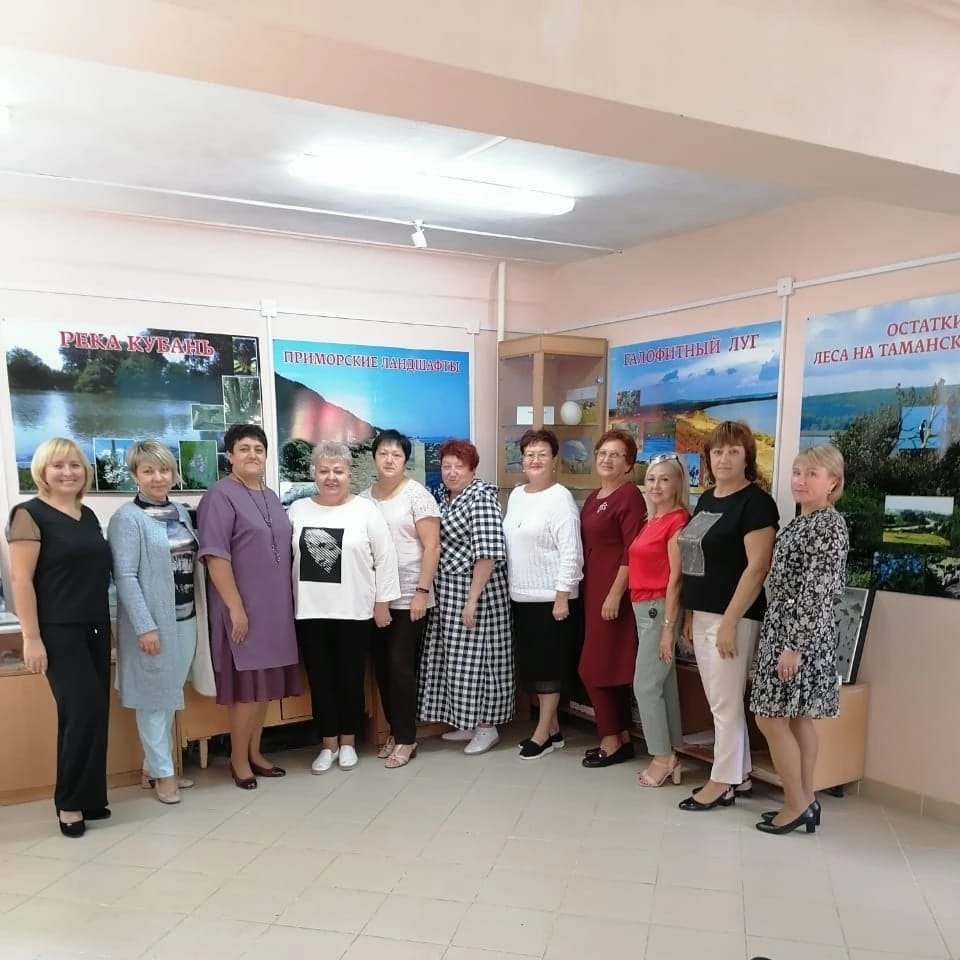 РЕКА КУБАНЬ
ПРИМОРСКИЕ ЛАНДШАФТЫ
ГАЛОФИТНЫЙ ЛУГ
ОСТАТКИ
ЛЕСА НА ТАМАНСК